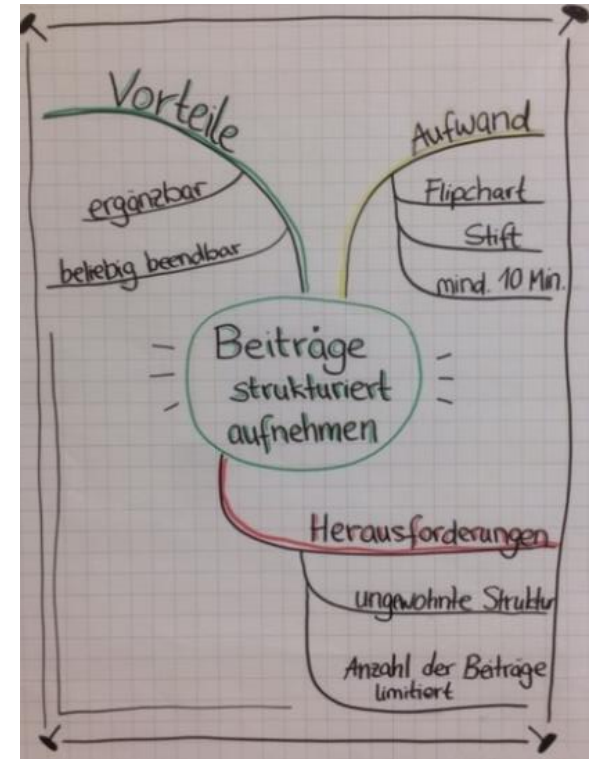 Vorteile
ergänzbar
beliebig beendbar
Aufwand
Flipchart
Stift
mind. 10 Min.
Beiträge
strukturiert
aufnehmen
Herausforderungen
ungewohnte Struktur
Anzahl der Beiträge
limitiert